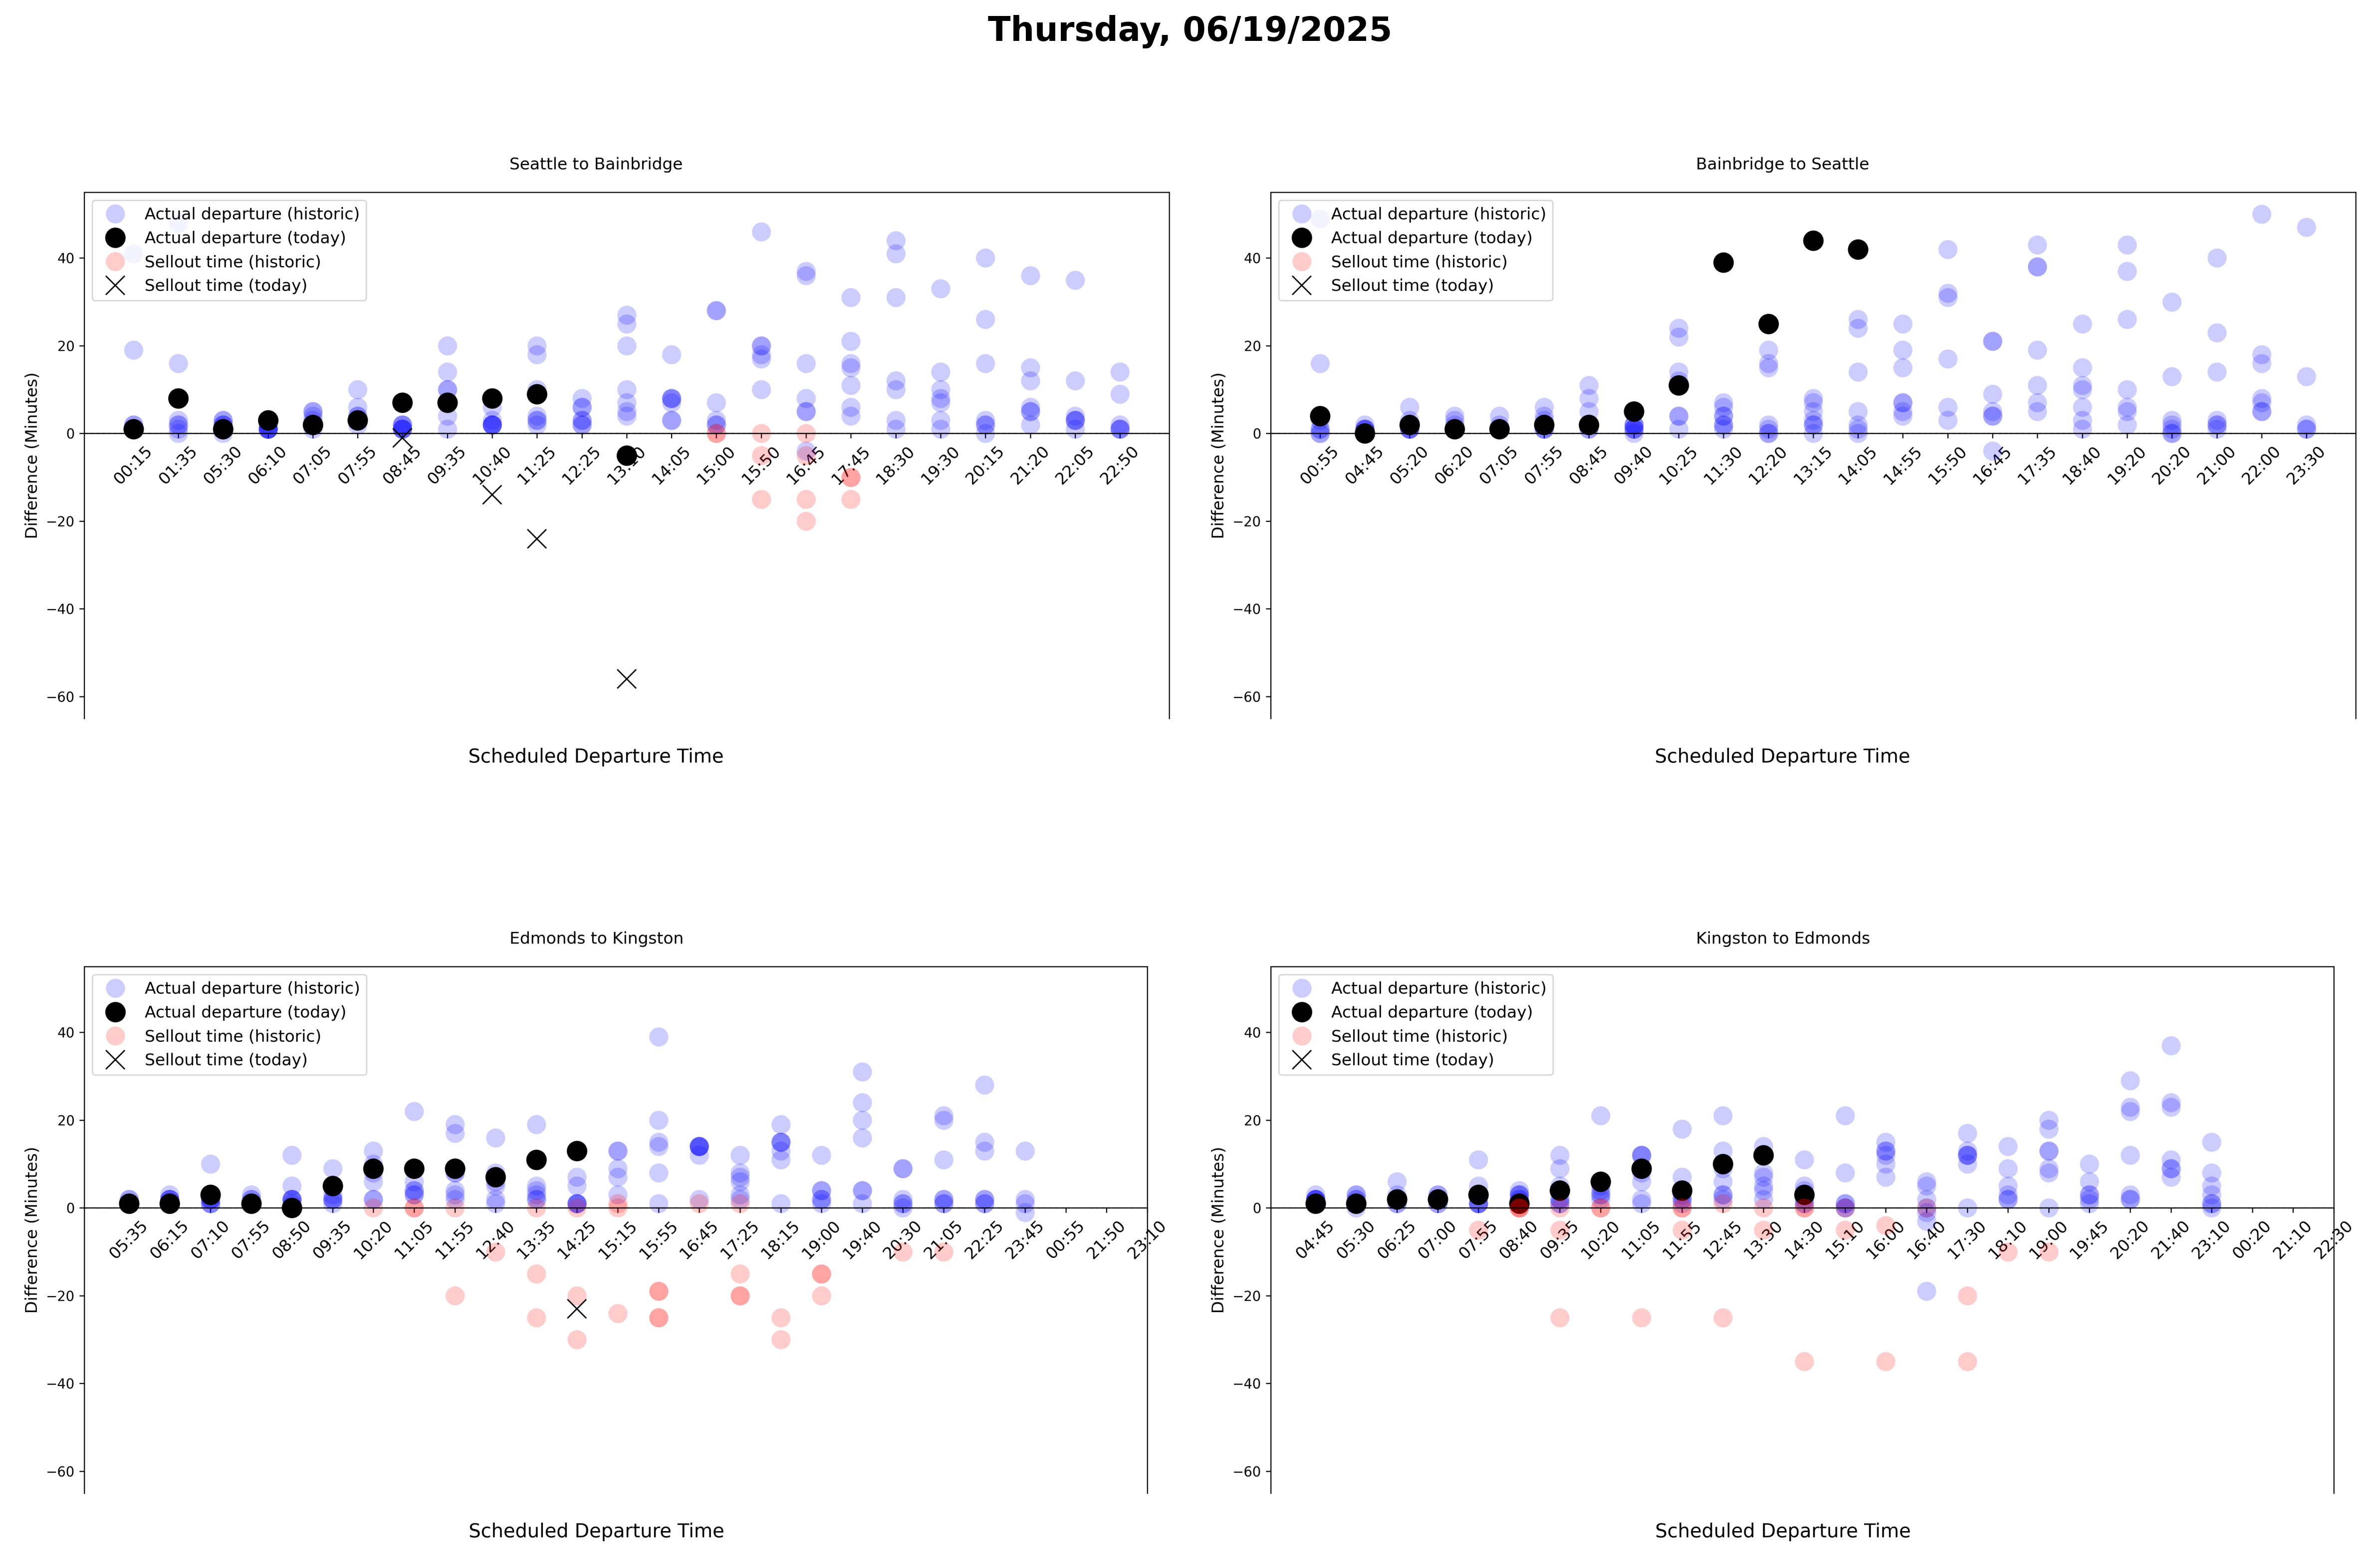 Thursday, 06/19/2025
Seattle to Bainbridge
Actual departure (historic)
Actual departure (today)
Sellout time (historic)
Sellout time (today)
Difference (Minutes)
40
20
0
−20
−40
−60
00:15 01:35 05:30 06:10 07:05 07:55 08:45 09:35 10:40 11:25 12:25 13:10 14:05 15:00 15:50 16:45 17:45 18:30 19:30 20:15 21:20 22:05 22:50
Scheduled Departure Time
Bainbridge to Seattle
Actual departure (historic)
Actual departure (today)
Sellout time (historic)
Sellout time (today)
Difference (Minutes)
40
20
0
−20
−40
−60
00:55 04:45 05:20 06:20 07:05 07:55 08:45 09:40 10:25 11:30 12:20 13:15 14:05 14:55 15:50 16:45 17:35 18:40 19:20 20:20 21:00 22:00 23:30
Scheduled Departure Time
Edmonds to Kingston
Actual departure (historic)
Actual departure (today)
Sellout time (historic)
Sellout time (today)
Difference (Minutes)
40
20
0
−20
−40
−60
05:35 06:15 07:10 07:55 08:50 09:35 10:20 11:05 11:55 12:40 13:35 14:25 15:15 15:55 16:45 17:25 18:15 19:00 19:40 20:30 21:05 22:25 23:45 00:55 21:50 23:10
Scheduled Departure Time
Kingston to Edmonds
Actual departure (historic)
Actual departure (today)
Sellout time (historic)
Sellout time (today)
Difference (Minutes)
40
20
0
−20
−40
−60
04:45 05:30 06:25 07:00 07:55 08:40 09:35 10:20 11:05 11:55 12:45 13:30 14:30 15:10 16:00 16:40 17:30 18:10 19:00 19:45 20:20 21:40 23:10 00:20 21:10 22:30
Scheduled Departure Time